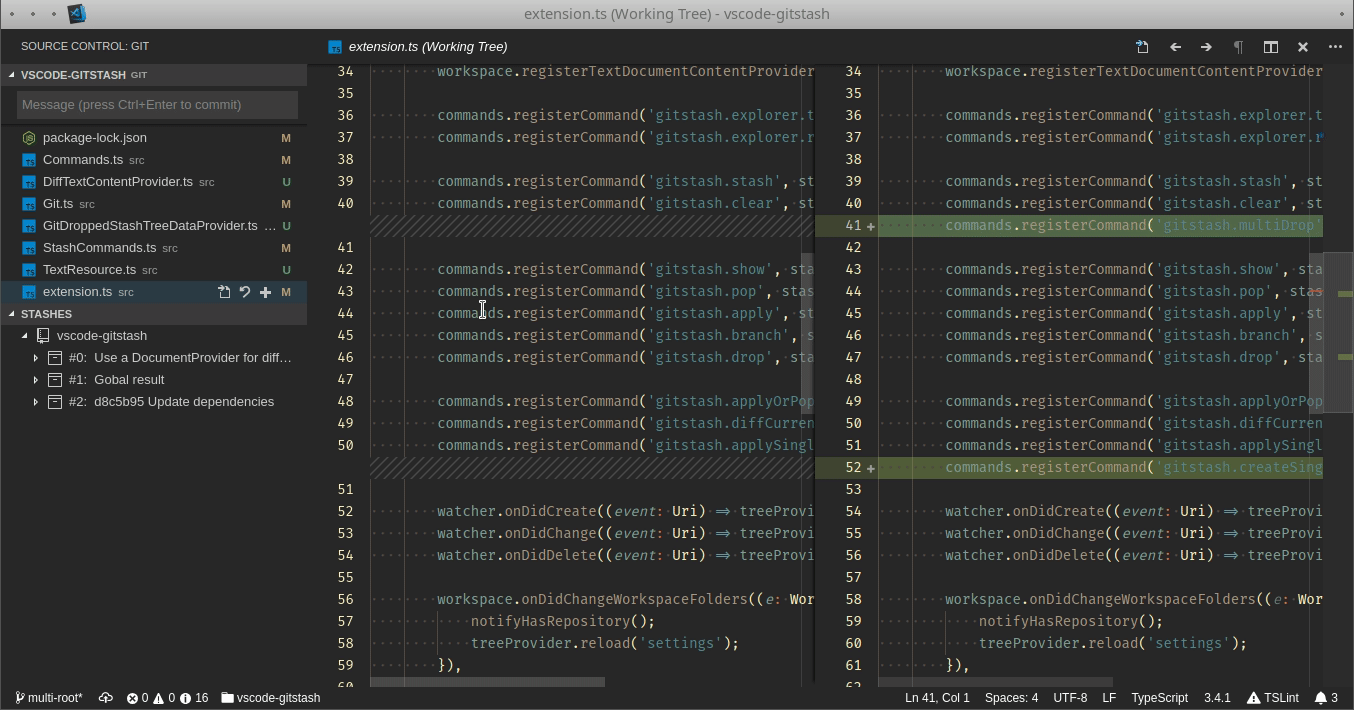 extension.ts (Working Tree) - vscode-gitstash
SOURCE CONTROL: GIT
VSCODE-GITSTASH GIT
Message (press Ctrl+Enter to commit)
package-lock.json M
Commands.ts src M
DiffTextContentProvider.ts src U
Git.ts src M
GitDroppedStashTreeDataProvider.ts … U
StashCommands.ts src M
TextResource.ts src U
extension.ts src M
STASHES
vscode-gitstash
#0: Use a DocumentProvider for diff…
#1: Gobal result
#2: d8c5b95 Update dependencies
extension.ts (Working Tree)
34 workspace.registerTextDocumentContentProvider
35
36 commands.registerCommand('gitstash.explorer.t
37 commands.registerCommand('gitstash.explorer.r
38
39 commands.registerCommand('gitstash.stash', st
40 commands.registerCommand('gitstash.clear', st
41
42 commands.registerCommand('gitstash.show', sta
43 commands.registerCommand('gitstash.pop', stas
44 commands.registerCommand('gitstash.apply', st
45 commands.registerCommand('gitstash.branch', s
46 commands.registerCommand('gitstash.drop', sta
47
48 commands.registerCommand('gitstash.applyOrPop
49 commands.registerCommand('gitstash.diffCurren
50 commands.registerCommand('gitstash.applySingl
51
52 watcher.onDidCreate((event: Uri) => treeProvi
53 watcher.onDidChange((event: Uri) => treeProvi
54 watcher.onDidDelete((event: Uri) => treeProvi
55
56 workspace.onDidChangeWorkspaceFolders((e: Wor
57 notifyHasRepository();
58 treeProvider.reload('settings');
59 }),
60
34 workspace.registerTextDocumentContentProvider
35
36 commands.registerCommand('gitstash.explorer.t
37 commands.registerCommand('gitstash.explorer.r
38
39 commands.registerCommand('gitstash.stash', st
40 commands.registerCommand('gitstash.clear', st
41 + commands.registerCommand('gitstash.multiDrop'
42
43 commands.registerCommand('gitstash.show', sta
44 commands.registerCommand('gitstash.pop', stas
45 commands.registerCommand('gitstash.apply', st
46 commands.registerCommand('gitstash.branch', s
47 commands.registerCommand('gitstash.drop', sta
48
49 commands.registerCommand('gitstash.applyOrPop
50 commands.registerCommand('gitstash.diffCurren
51 commands.registerCommand('gitstash.applySingl
52 + commands.registerCommand('gitstash.createSing
53
54 watcher.onDidCreate((event: Uri) => treeProvi
55 watcher.onDidChange((event: Uri) => treeProvi
56 watcher.onDidDelete((event: Uri) => treeProvi
57
58 workspace.onDidChangeWorkspaceFolders((e: Wor
59 notifyHasRepository();
60 treeProvider.reload('settings');
61 }),
62
multi-root* 0 0 16 vscode-gitstash Ln 41, Col 1 Spaces: 4 UTF-8 LF TypeScript 3.4.1 TSLint 3